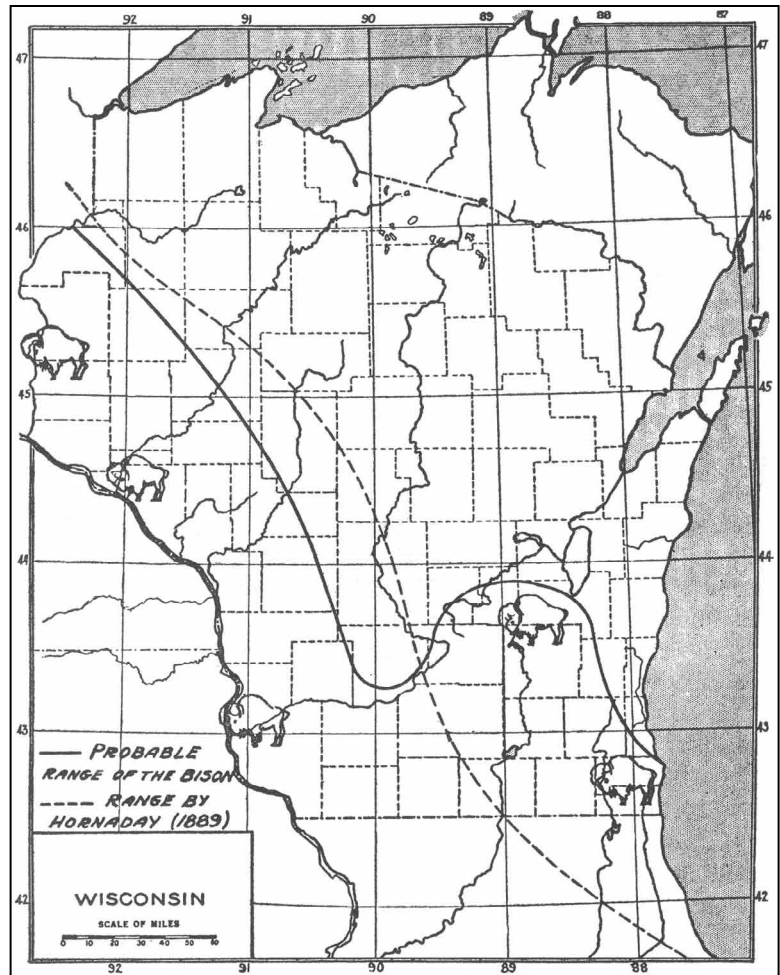 92 91 90 89 88 87
47 47
46 46
45 45
44 44
43 43
42 42
— PROBABLE
RANGE OF THE BISON
--- RANGE BY
HORNADAY (1889)
WISCONSIN
SCALE OF MILES
0 10 20 30 40 50 60
92 91 90 89 88